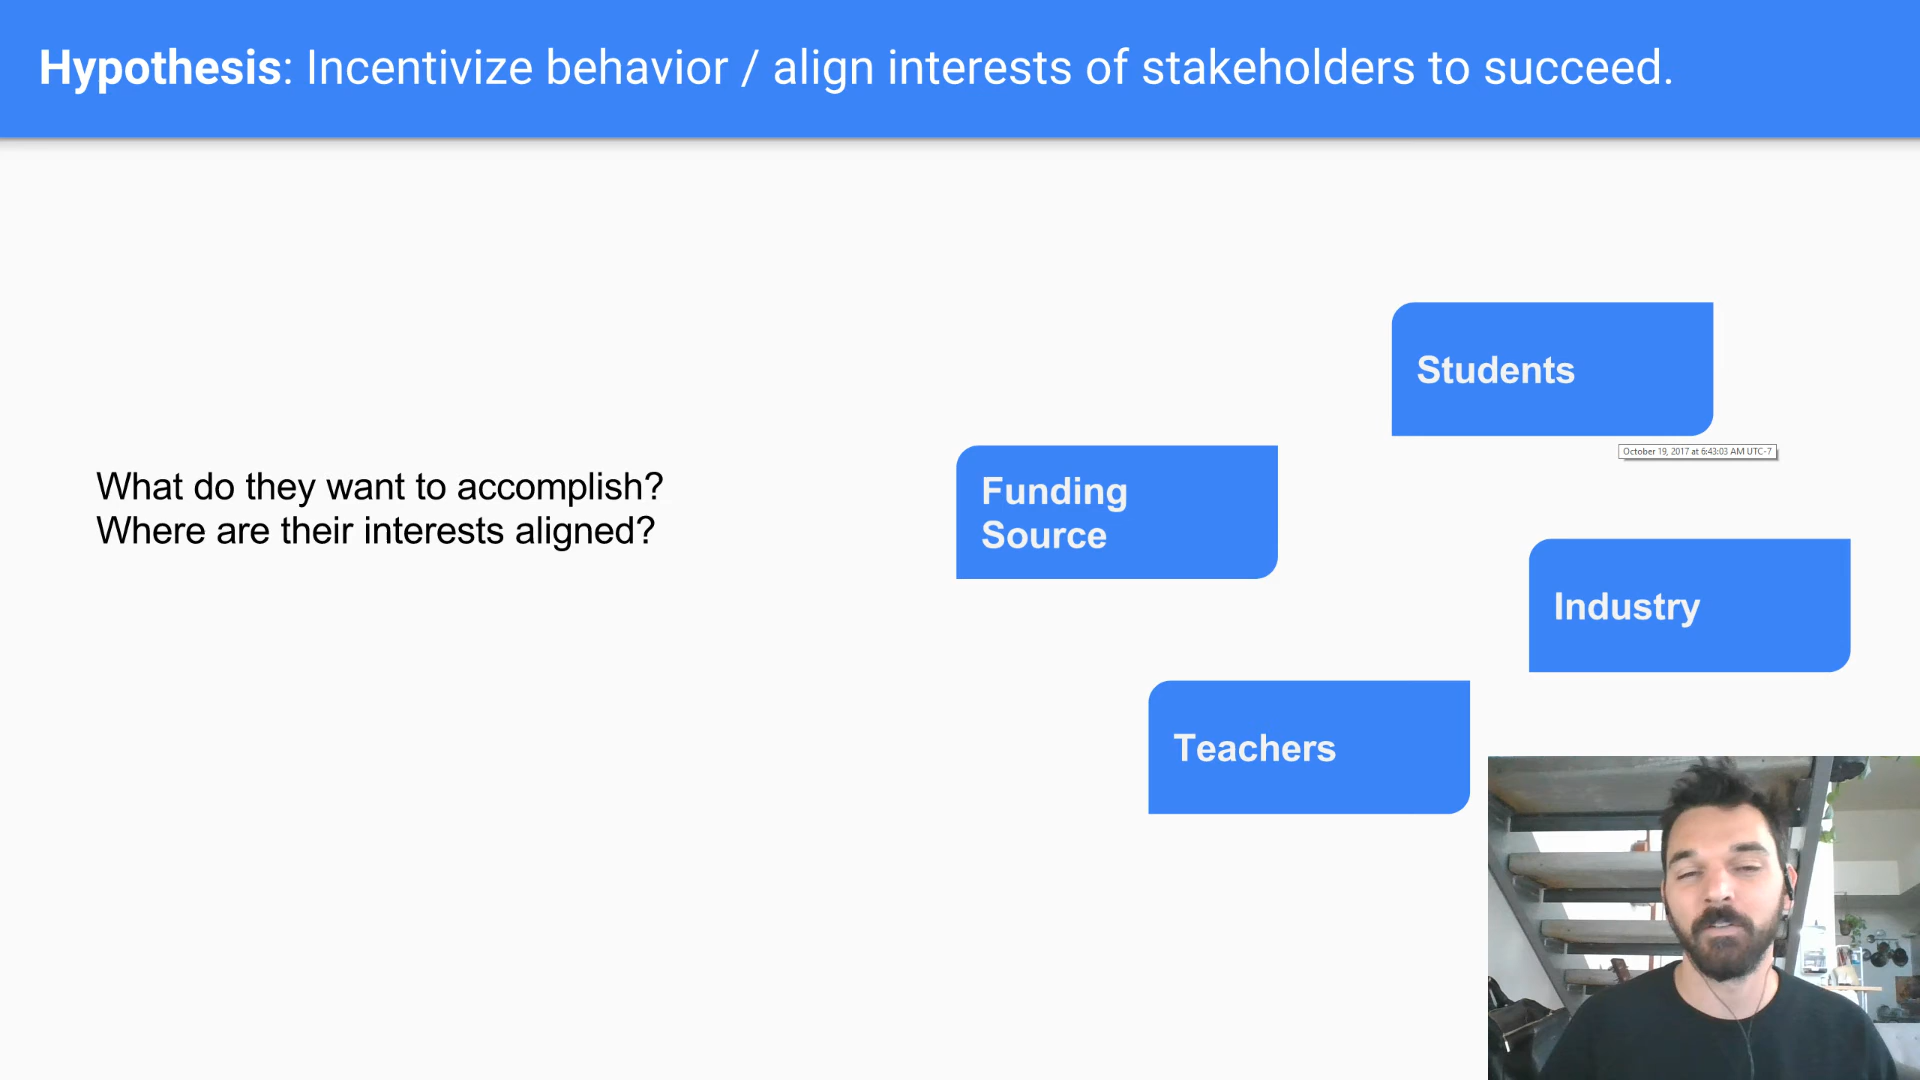 Hypothesis: Incentivize behavior / align interests of stakeholders to succeed.
What do they want to accomplish?
Where are their interests aligned?
Students
October 19, 2017 at 6:43:03 AM UTC-7
Funding
Source
Industry
Teachers